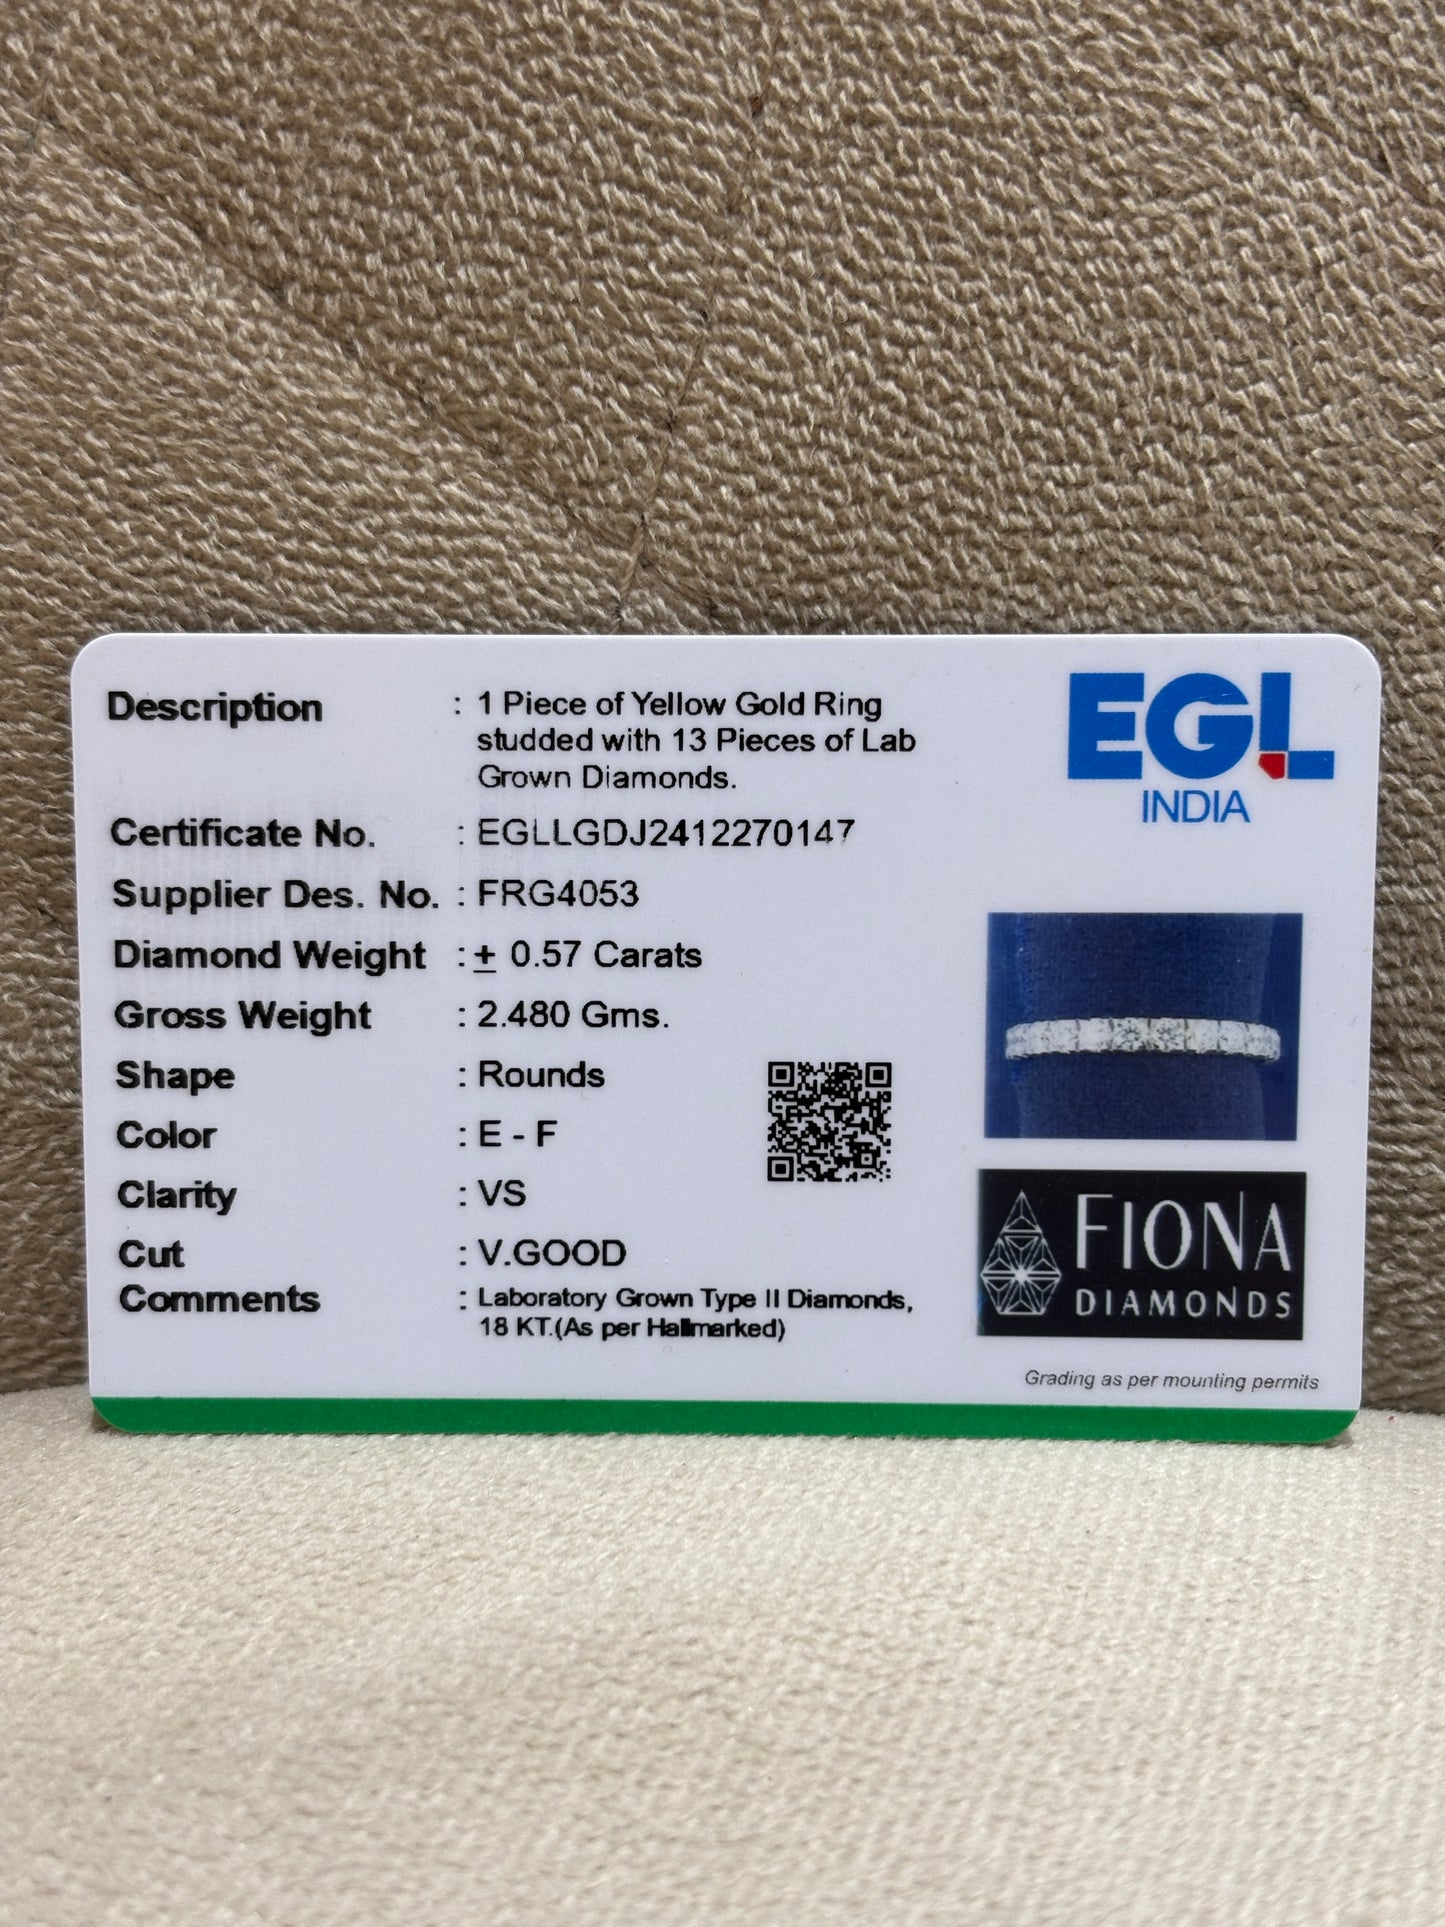 Description : 1 Piece of Yellow Gold Ring
studded with 13 Pieces of Lab
Grown Diamonds.
Certificate No. : EGLLGDJ2412270147
Supplier Des. No. : FRG4053
Diamond Weight : ± 0.57 Carats
Gross Weight : 2.480 Gms.
Shape : Rounds
Color : E - F
Clarity : VS
Cut : V.GOOD
Comments : Laboratory Grown Type II Diamonds,
18 KT.(As per Hallmarked)
EGL
INDIA
FIONA
DIAMONDS
Grading as per mounting permits